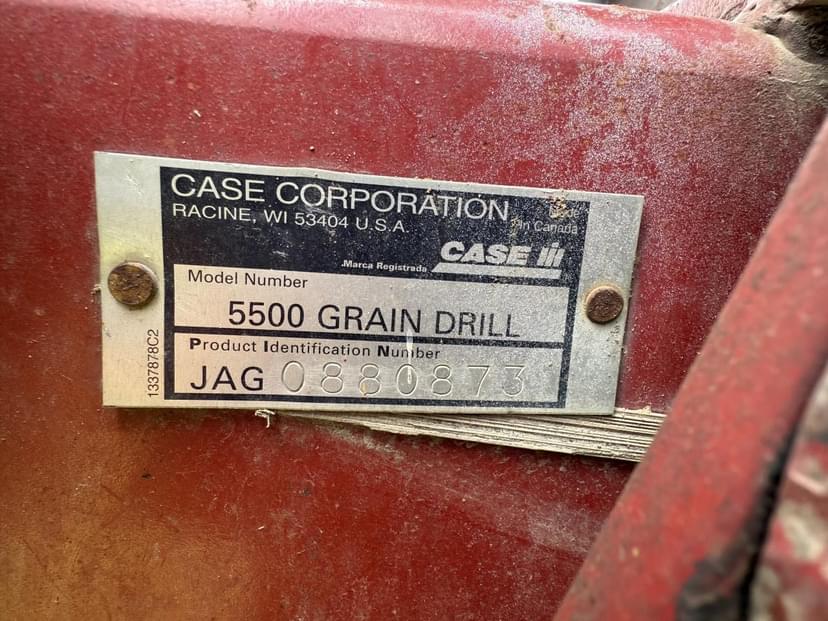 CASE CORPORATION
RACINE, WI 53404 U.S.A.
Made
In Canada
Marca Registrada
CASE IH
Model Number
5500 GRAIN DRILL
Product Identification Number
JAG 0880873
1337878C2